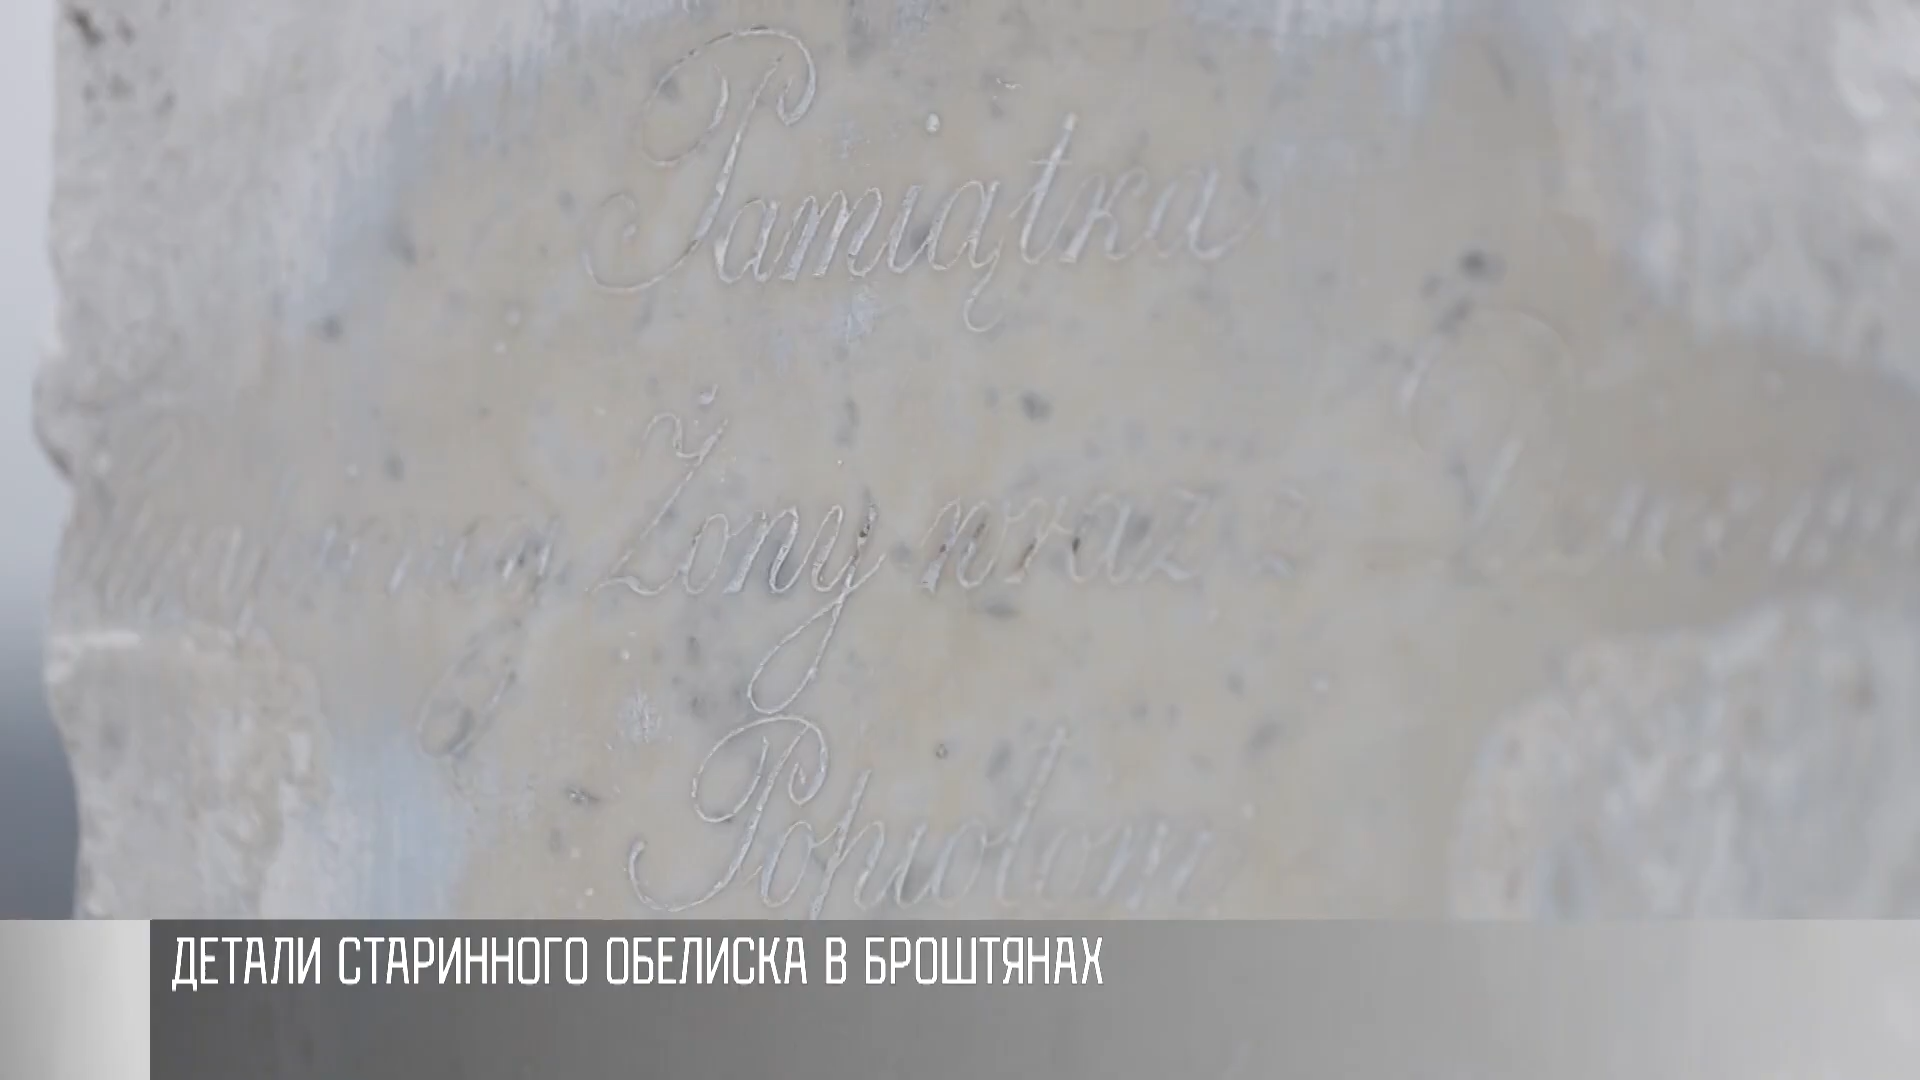 Pamiątka
Żony wraz z
Popiołom
ДЕТАЛИ СТАРИННОГО ОБЕЛИСКА В БРОШТЯНАХ